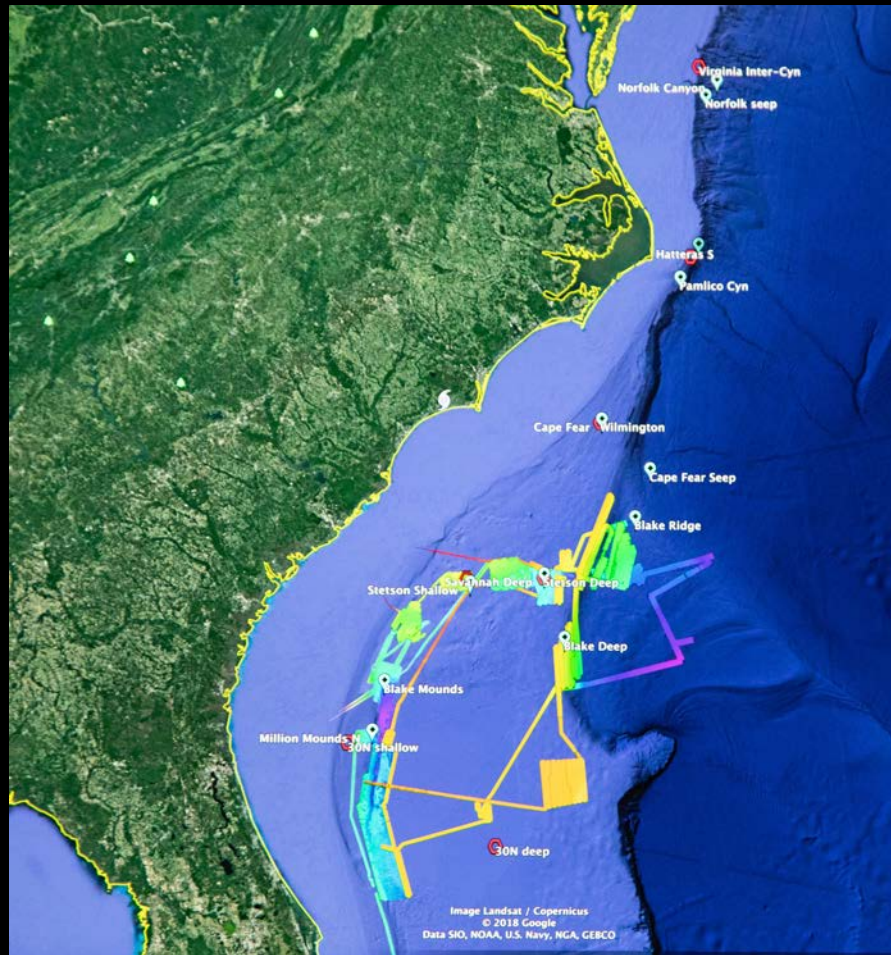 Virginia Inter-Cyn
Norfolk Canyon
Norfolk seep
Hatteras S
Pamlico Cyn
Cape Fear
Wilmington
Cape Fear Seep
Blake Ridge
Savannah Deep
Stetson Deep
Stetson Shallow
Blake Deep
Blake Mounds
Million Mounds N
30N shallow
30N deep
Image Landsat / Copernicus
© 2018 Google
Data SIO, NOAA, U.S. Navy, NGA, GEBCO